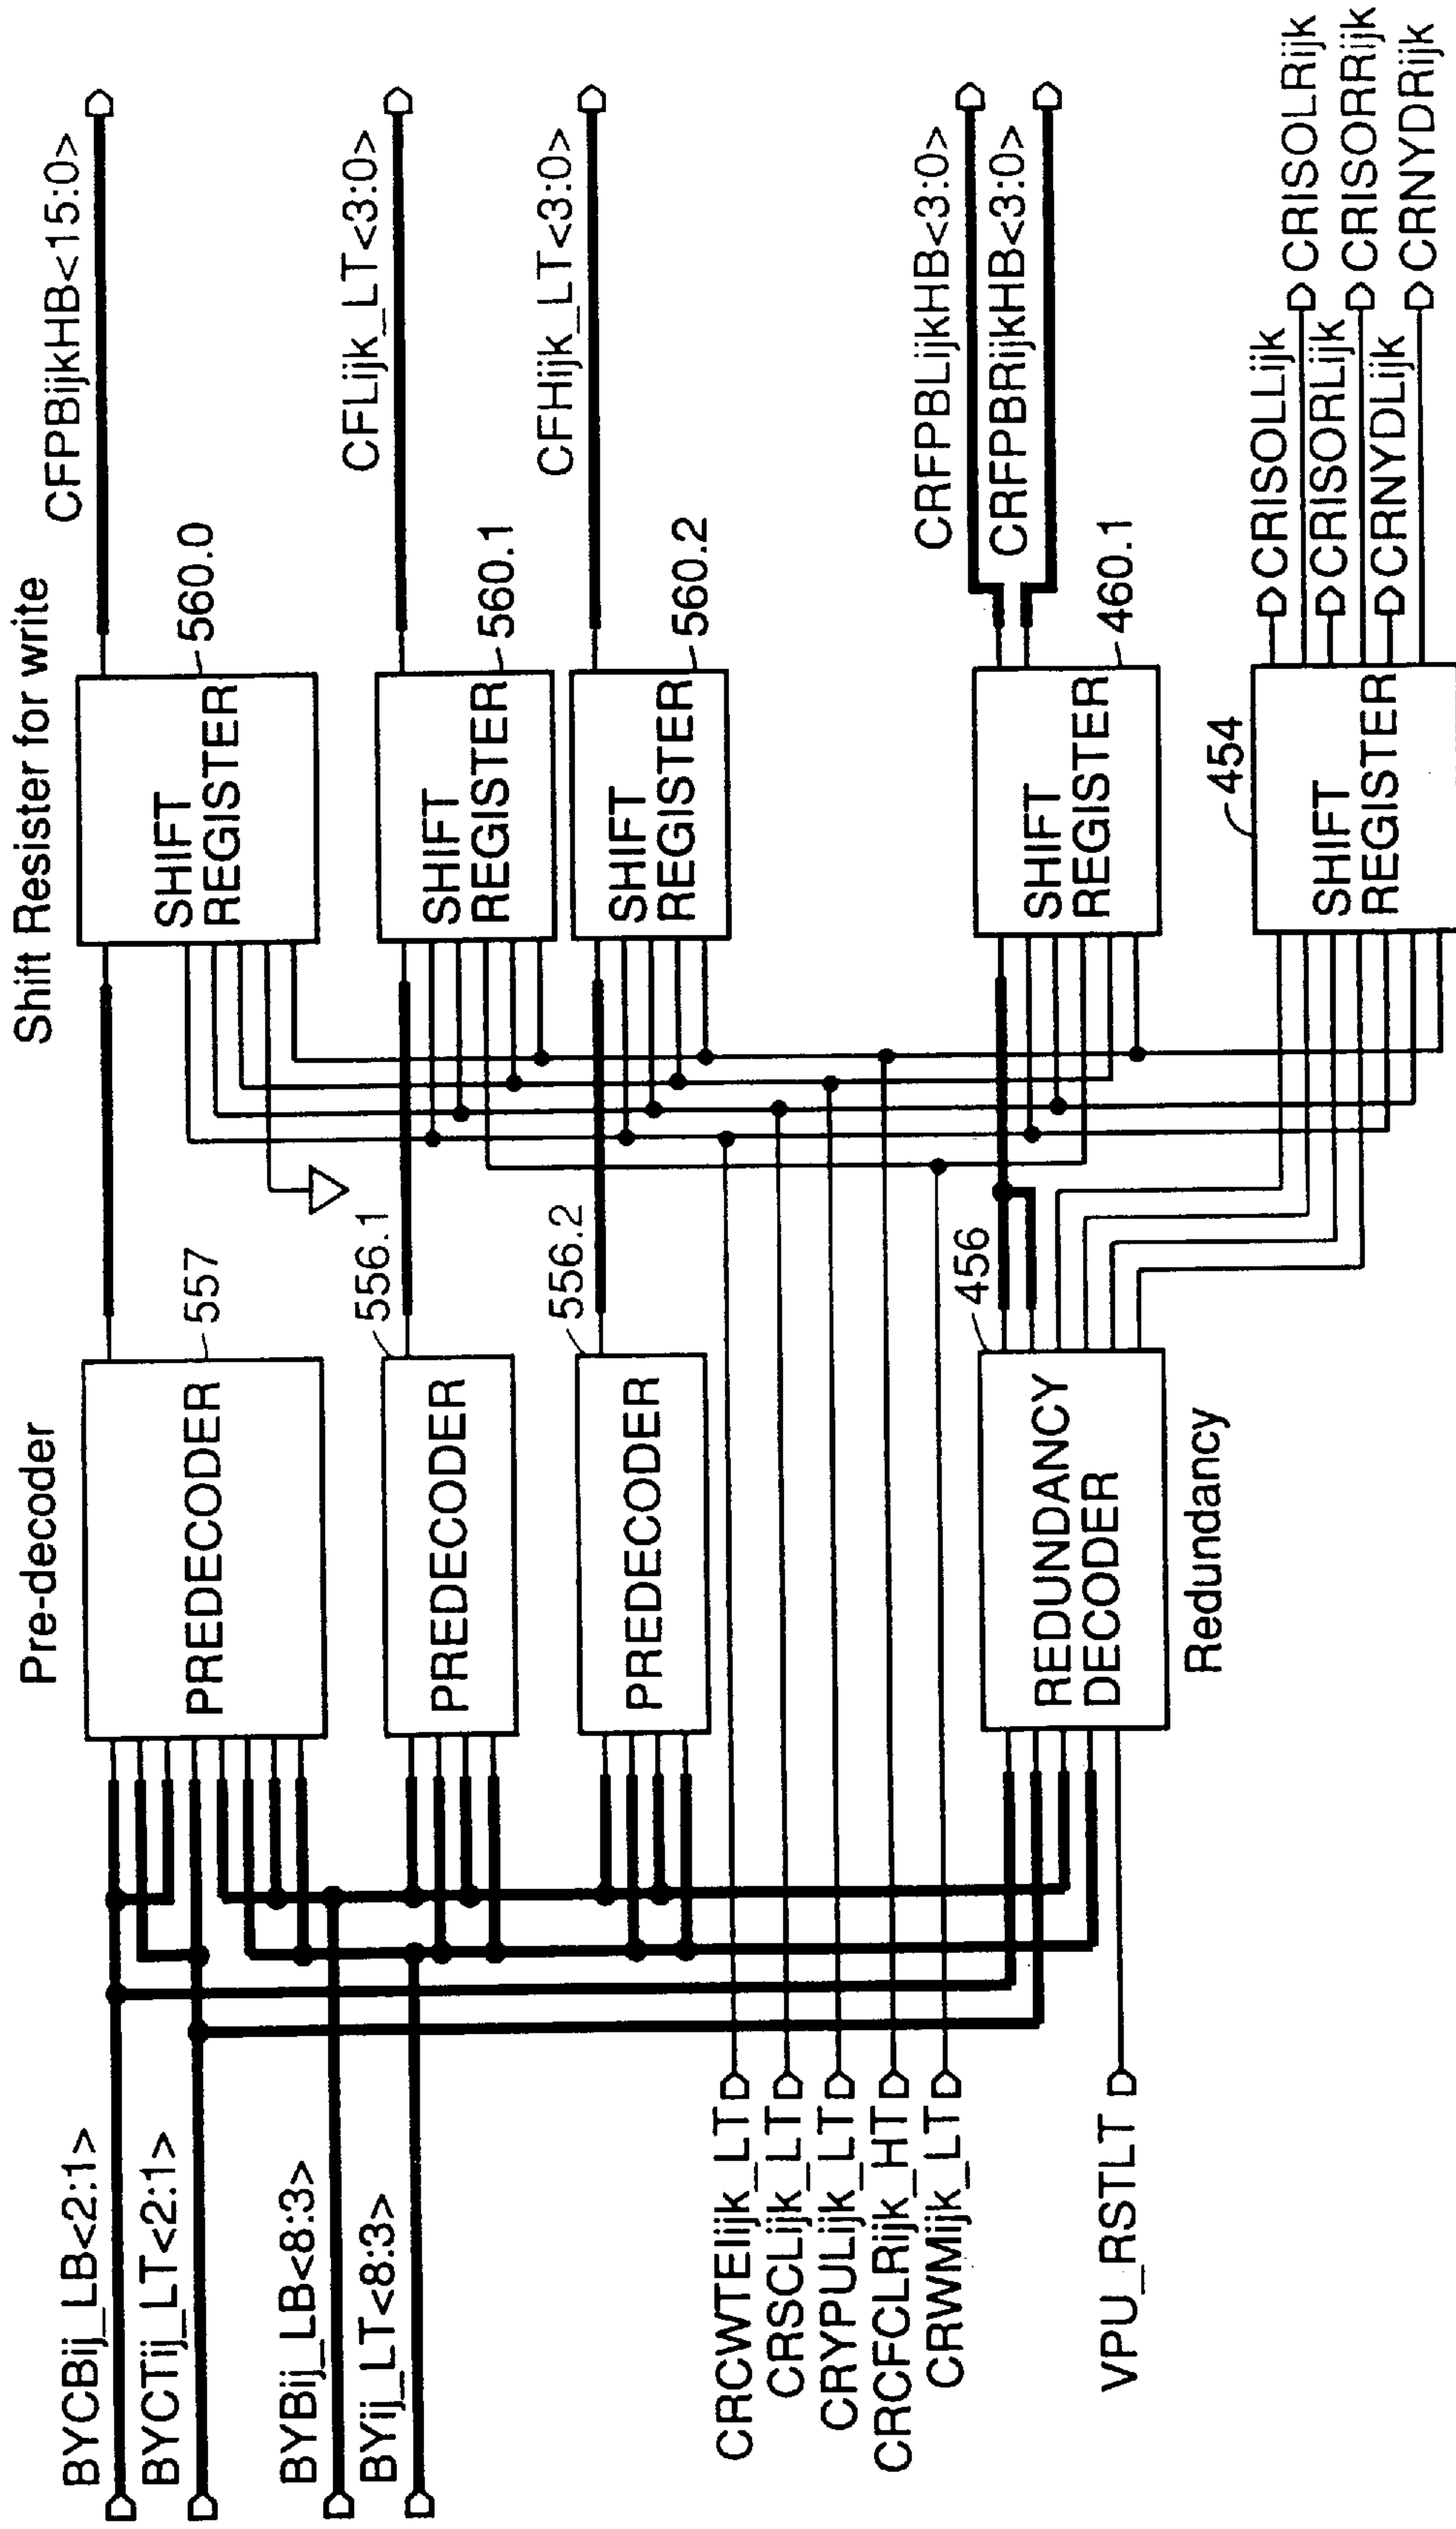 Pre-decoder
Shift Resister for write
BYCBij_LB<2:1>
BYCTij_LT<2:1>
BYBij_LB<8:3>
BYij_LT<8:3>
PREDECODER
557
SHIFT
REGISTER
560.0
CFPBijkHB<15:0>
PREDECODER
556.1
SHIFT
REGISTER
560.1
CFLijk_LT<3:0>
PREDECODER
556.2
SHIFT
REGISTER
560.2
CFHijk_LT<3:0>
CRCWTEIijk_LT
CRSCLijk_LT
CRYPULijk_LT
CRCFCLRijk_HT
CRWMijk_LT
VPU_RSTLT
REDUNDANCY
DECODER
456
Redundancy
SHIFT
REGISTER
460.1
CRFPBLijkHB<3:0>
CRFPBRijkHB<3:0>
SHIFT
REGISTER
454
CRISOLLijk
CRISOLRijk
CRISORLijk
CRISORRijk
CRNYDLijk
CRNYDRijk